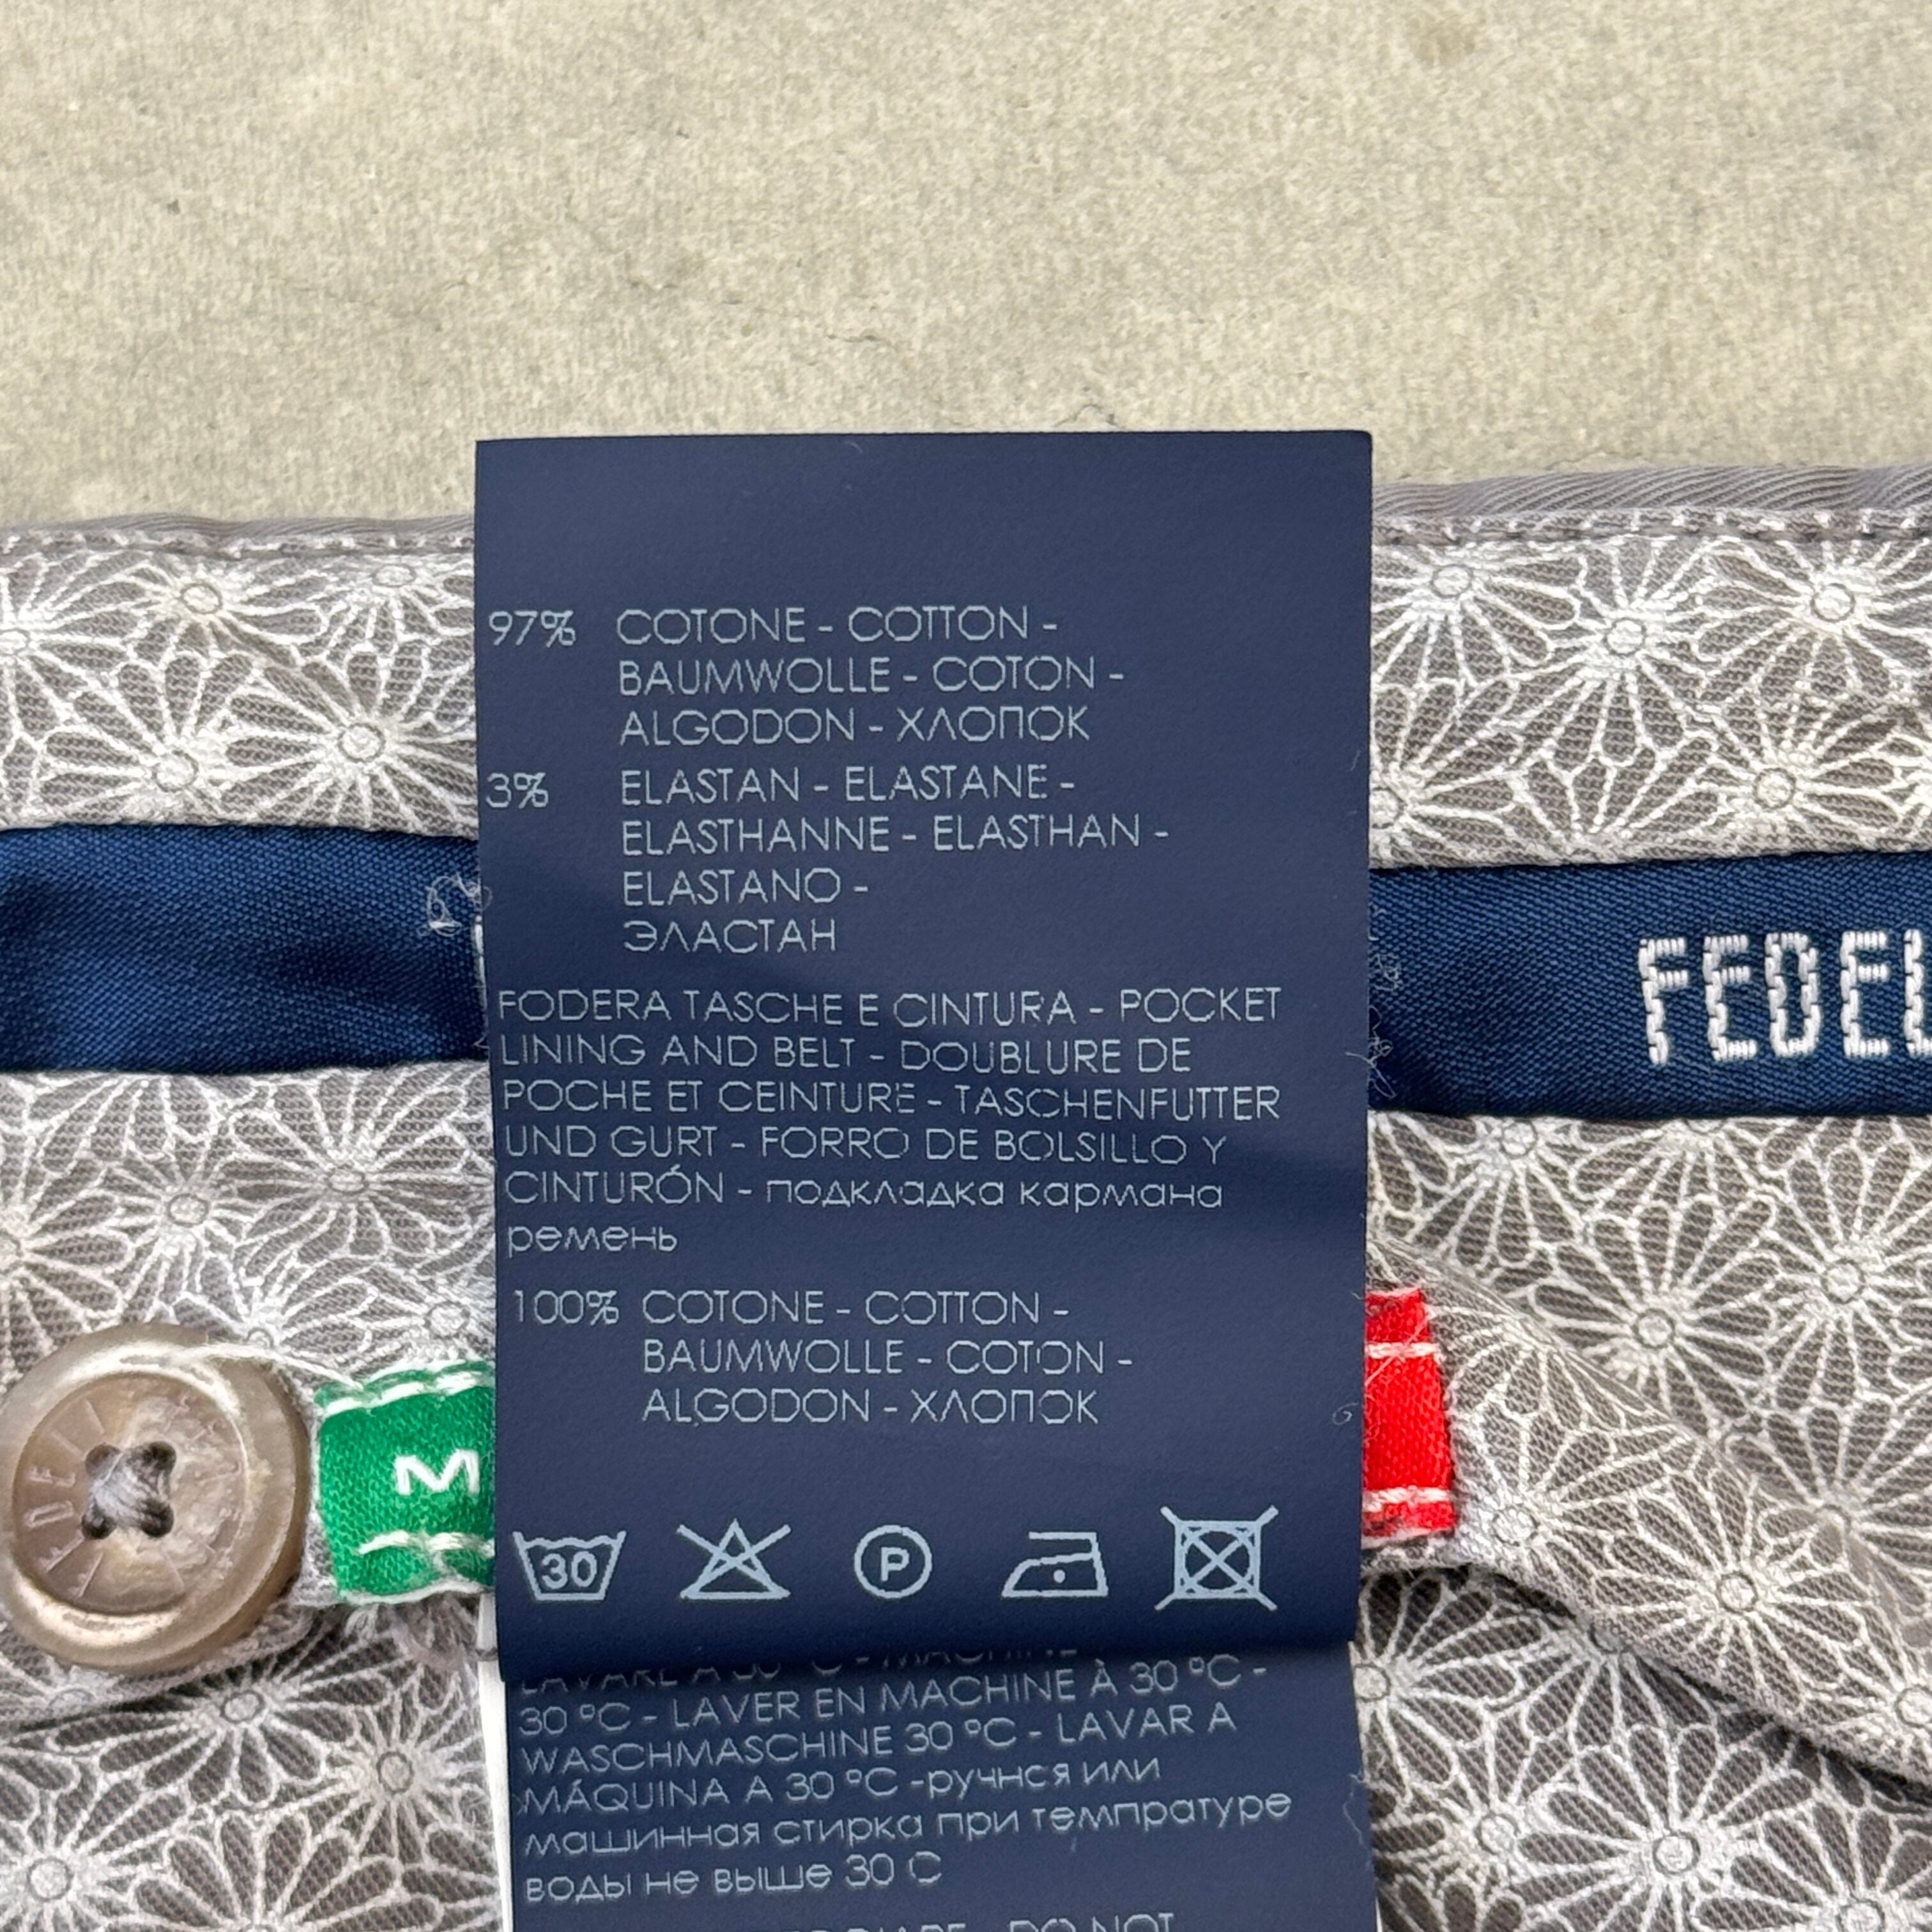 97% COTONE - COTTON -
BAUMWOLLE - COTON -
ALGODON - ХЛОПОК
3% ELASTAN - ELASTANE -
ELASTHANNE - ELASTHAN -
ELASTANO -
ЭЛАСТАН
FODERA TASCHE E CINTURA - POCKET
LINING AND BELT - DOUBLURE DE
POCHE ET CEINTURE - TASCHENFUTTER
UND GURT - FORRO DE BOLSILLO Y
CINTURÓN - подкладка кармана
ремень
100% COTONE - COTTON -
BAUMWOLLE - COTON -
ALGODON - ХЛОПОК
30
P
LAVARE A 30 °C - MACHINE
30 °C - LAVER EN MACHINE À 30 °C -
WASCHMASCHINE 30 °C - LAVAR A
MÁQUINA A 30 °C -ручнся или
машинная стирка при темпратуре
воды не выше 30 C
DO NOT
FEDEL
M